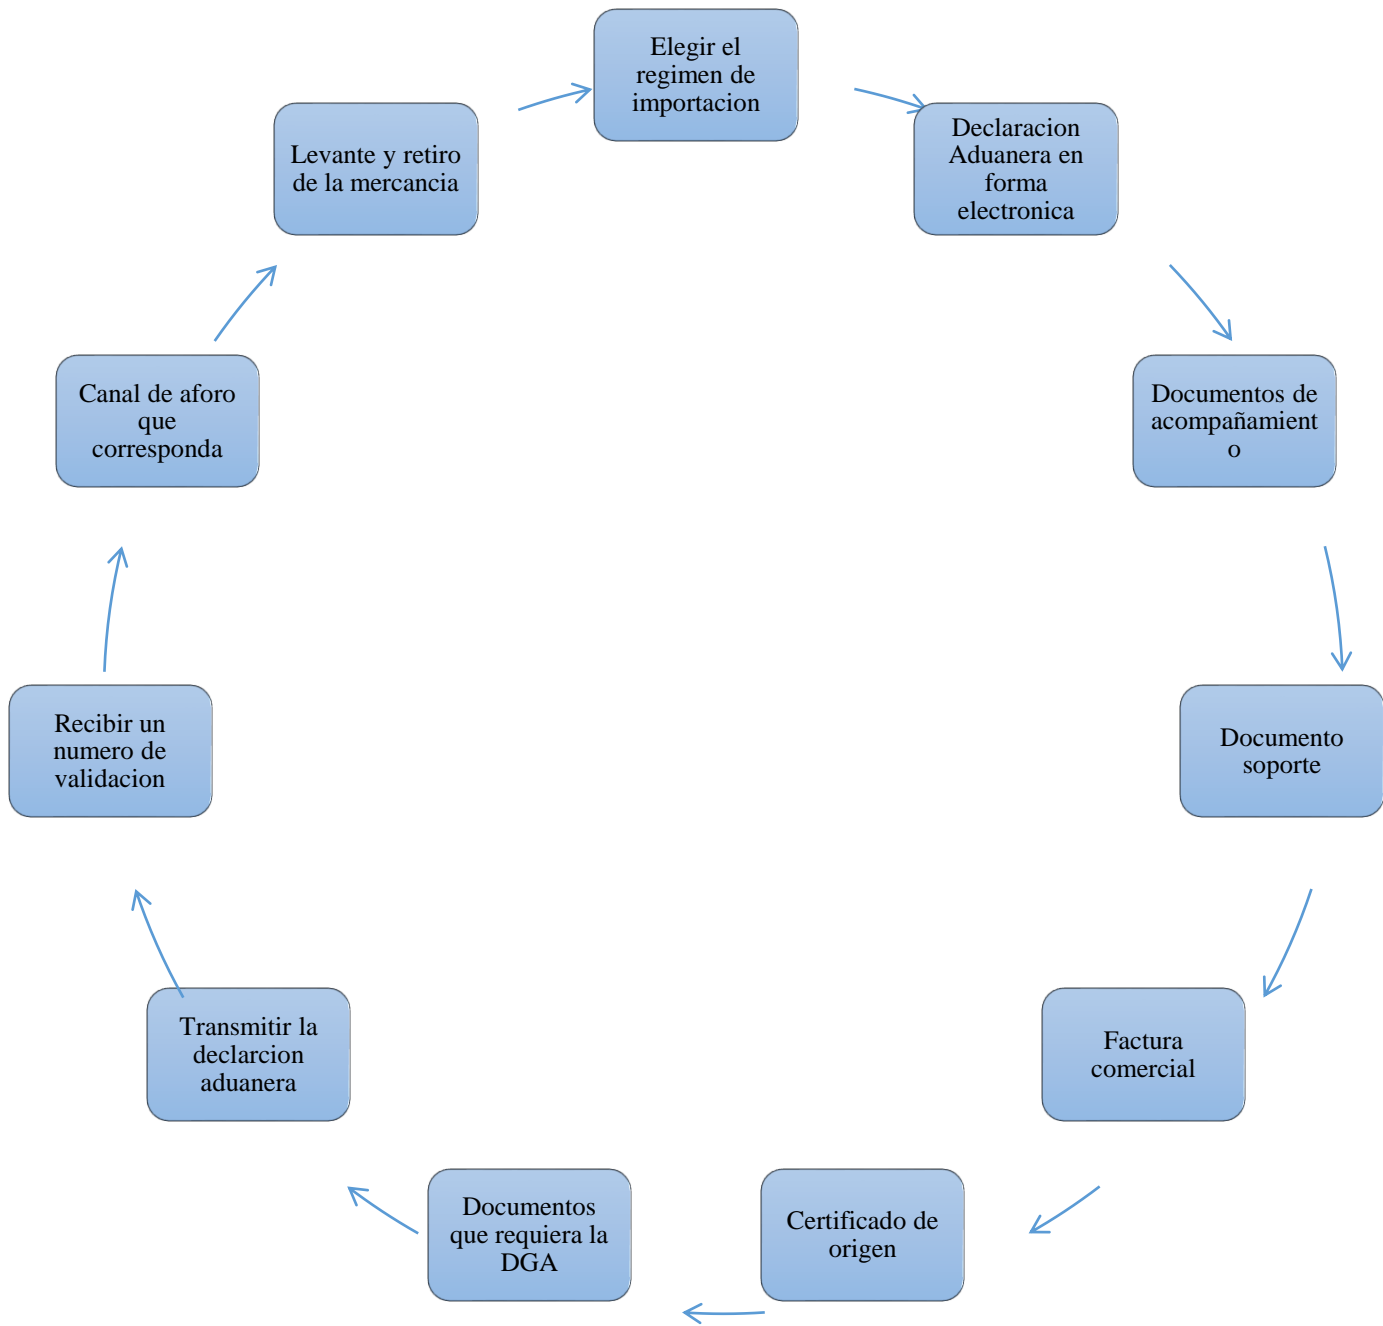 Elegir el
regimen de
importacion
Declaracion
Aduanera en
forma
electronica
Documentos de
acompañamient
o
Documento
soporte
Factura
comercial
Certificado de
origen
Documentos
que requiera la
DGA
Transmitir la
declarcion
aduanera
Recibir un
numero de
validacion
Canal de aforo
que
corresponda
Levante y retiro
de la mercancia